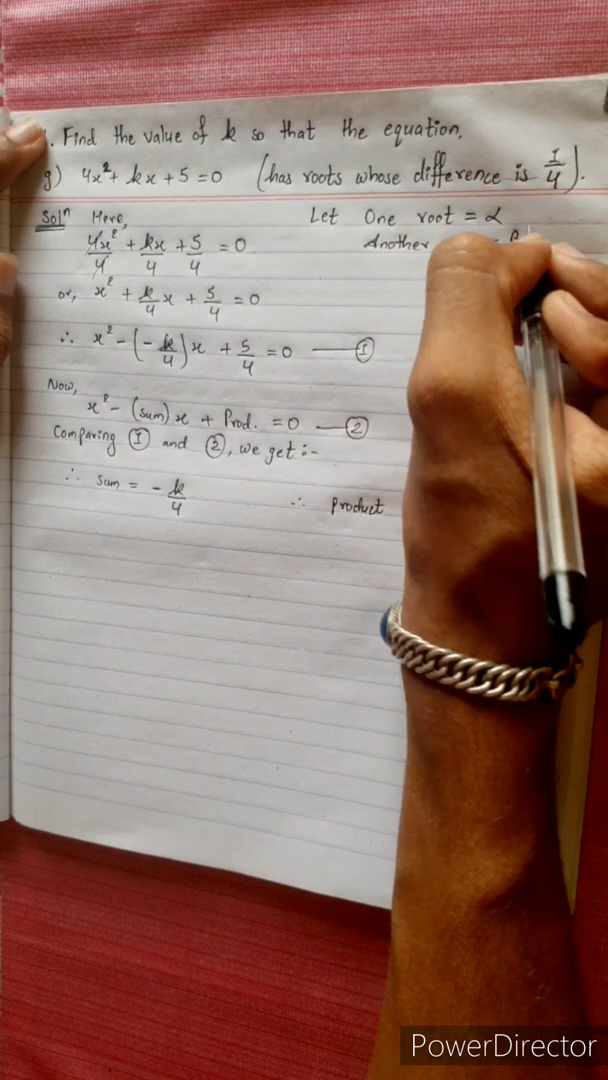 . Find the value of k so that the equation,
g) 4x² + kx + 5 = 0 (has roots whose difference is 1/4).
Solⁿ Here,
4x²/4 + kx/4 + 5/4 = 0
or, x² + k/4 x + 5/4 = 0
∴ x² - (- k/4) x + 5/4 = 0 —— ①
Now,
x² - (sum) x + Prod. = 0 — ②
Comparing ① and ②, we get :-
∴ sum = - k/4 ∴ Product
Let One root = α
Another
PowerDirector